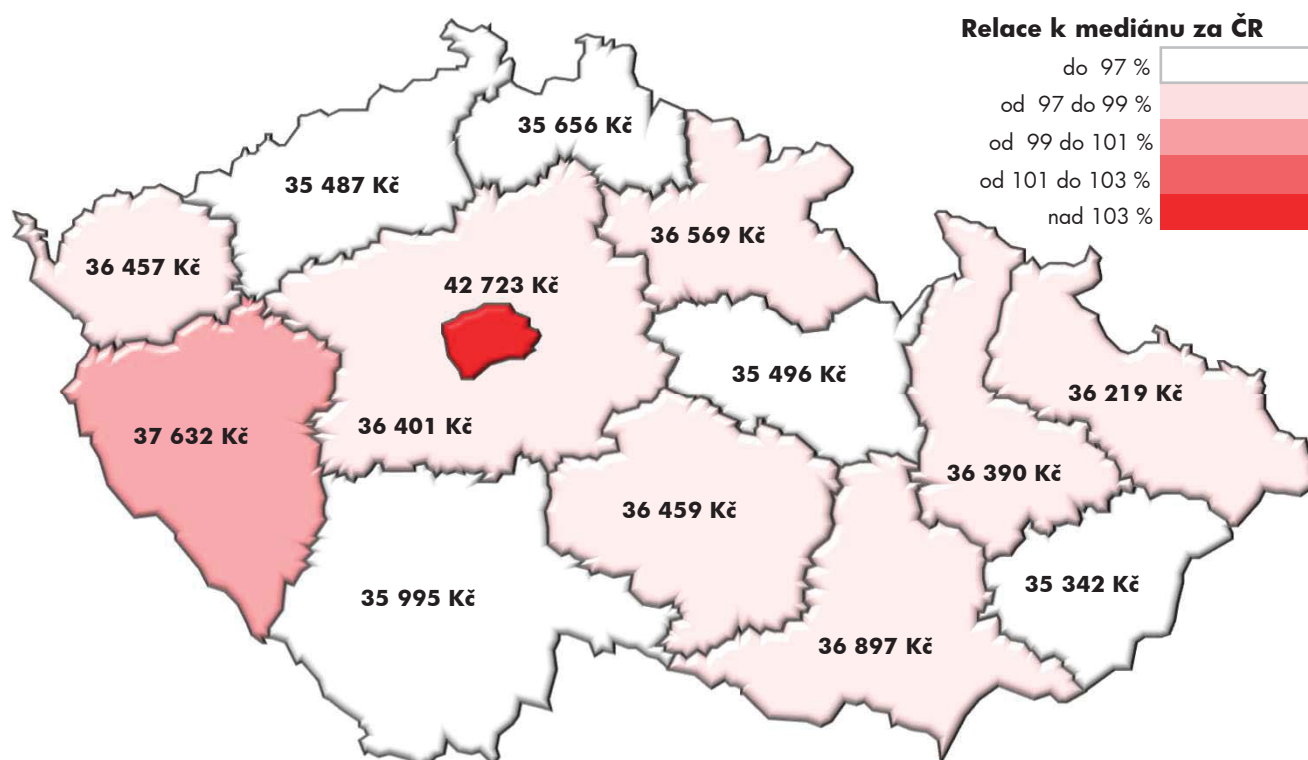 Relace k mediánu za ČR
do 97 %
od 97 do 99 %
od 99 do 101 %
od 101 do 103 %
nad 103 %
35 656 Kč
35 487 Kč
36 569 Kč
36 457 Kč
42 723 Kč
35 496 Kč
36 219 Kč
37 632 Kč
36 401 Kč
36 390 Kč
36 459 Kč
35 342 Kč
35 995 Kč
36 897 Kč